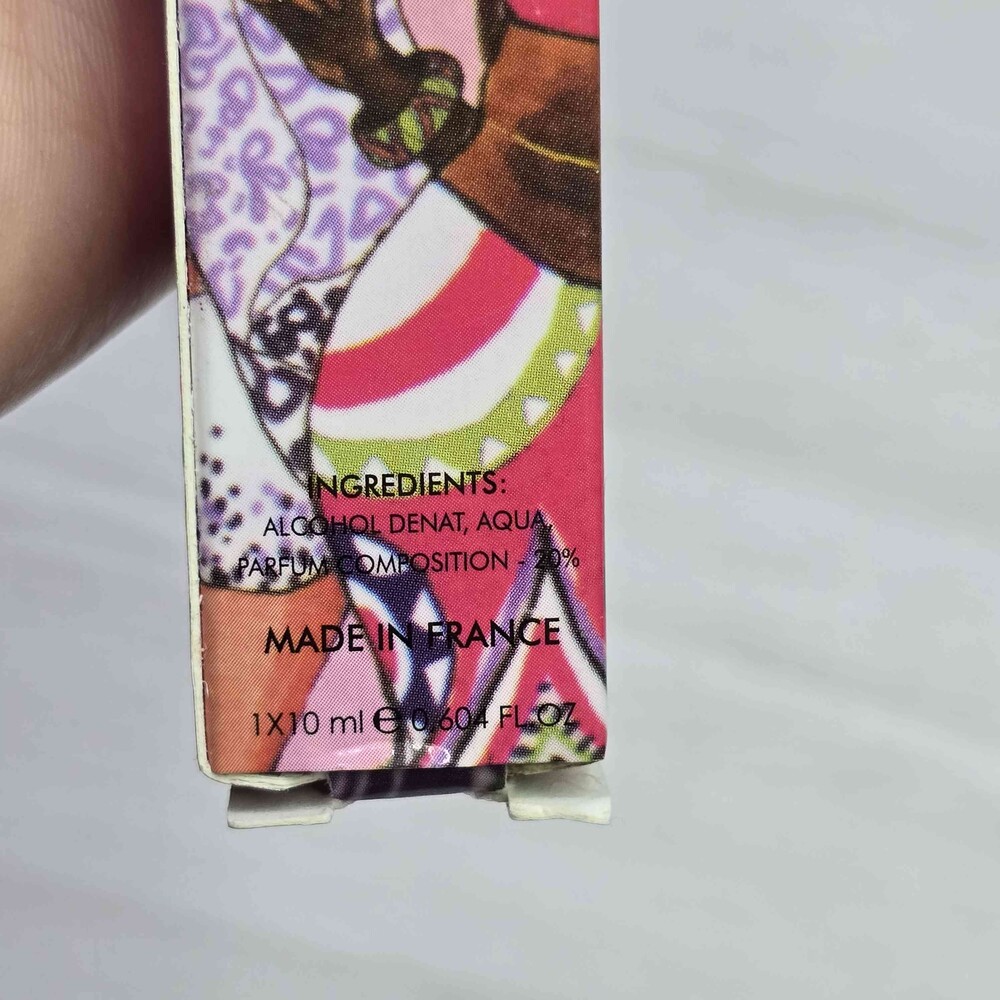 INGREDIENTS:
ALCOHOL DENAT, AQUA,
PARFUM COMPOSITION - 20%
MADE IN FRANCE
1X10 ml ℮ 0,604 FL.OZ